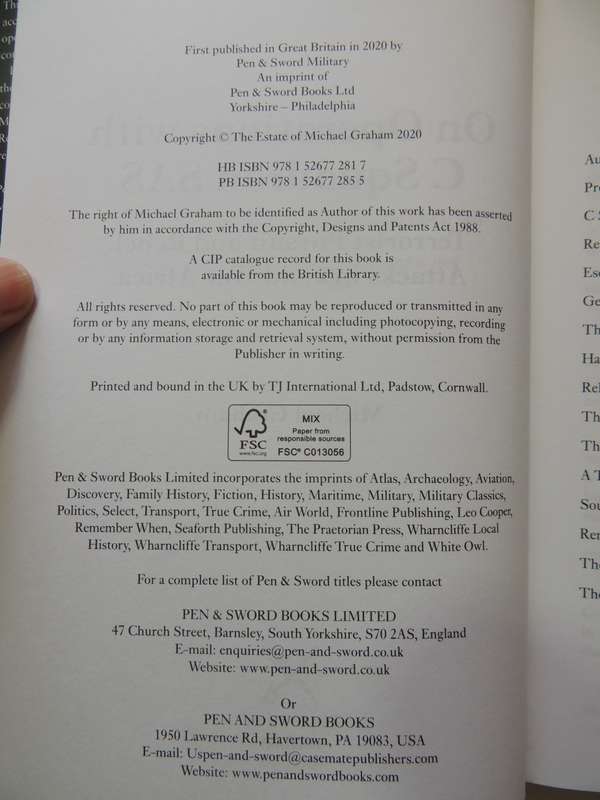 First published in Great Britain in 2020 by
Pen & Sword Military
An imprint of
Pen & Sword Books Ltd
Yorkshire – Philadelphia
Copyright © The Estate of Michael Graham 2020
HB ISBN 978 1 52677 281 7
PB ISBN 978 1 52677 285 5
The right of Michael Graham to be identified as Author of this work has been asserted
by him in accordance with the Copyright, Designs and Patents Act 1988.
A CIP catalogue record for this book is
available from the British Library.
All rights reserved. No part of this book may be reproduced or transmitted in any
form or by any means, electronic or mechanical including photocopying, recording
or by any information storage and retrieval system, without permission from the
Publisher in writing.
Printed and bound in the UK by TJ International Ltd, Padstow, Cornwall.
FSC
www.fsc.org
MIX
Paper from
responsible sources
FSC® C013056
Pen & Sword Books Limited incorporates the imprints of Atlas, Archaeology, Aviation,
Discovery, Family History, Fiction, History, Maritime, Military, Military Classics,
Politics, Select, Transport, True Crime, Air World, Frontline Publishing, Leo Cooper,
Remember When, Seaforth Publishing, The Praetorian Press, Wharncliffe Local
History, Wharncliffe Transport, Wharncliffe True Crime and White Owl.
For a complete list of Pen & Sword titles please contact
PEN & SWORD BOOKS LIMITED
47 Church Street, Barnsley, South Yorkshire, S70 2AS, England
E-mail: enquiries@pen-and-sword.co.uk
Website: www.pen-and-sword.co.uk
Or
PEN AND SWORD BOOKS
1950 Lawrence Rd, Havertown, PA 19083, USA
E-mail: Uspen-and-sword@casematepublishers.com
Website: www.penandswordbooks.com